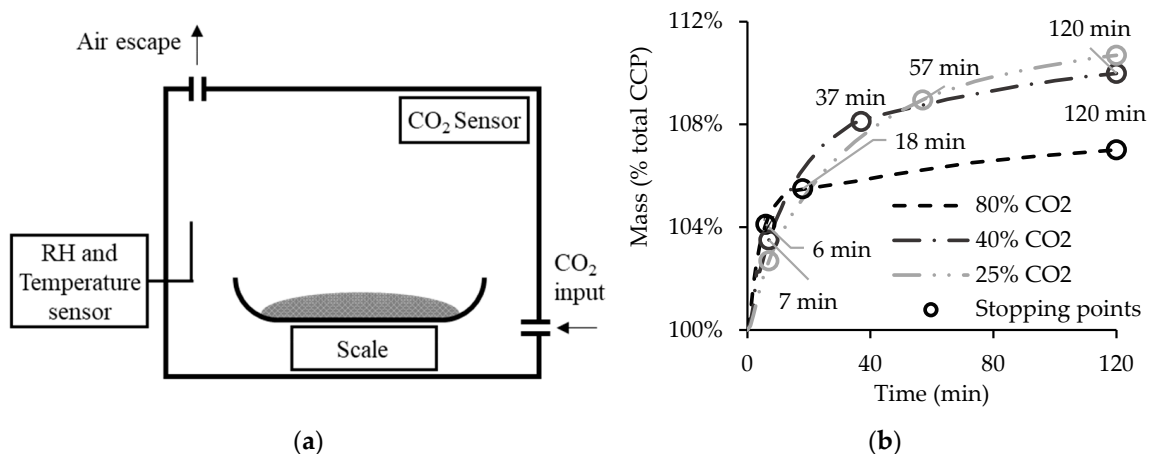 Air escape
CO2 Sensor
RH and
Temperature
sensor
CO2
input
Scale
(a)
112%
108%
104%
100%
Mass (% total CCP)
0
40
80
120
Time (min)
120 min
57 min
37 min
120 min
18 min
6 min
7 min
80% CO2
40% CO2
25% CO2
Stopping points
(b)